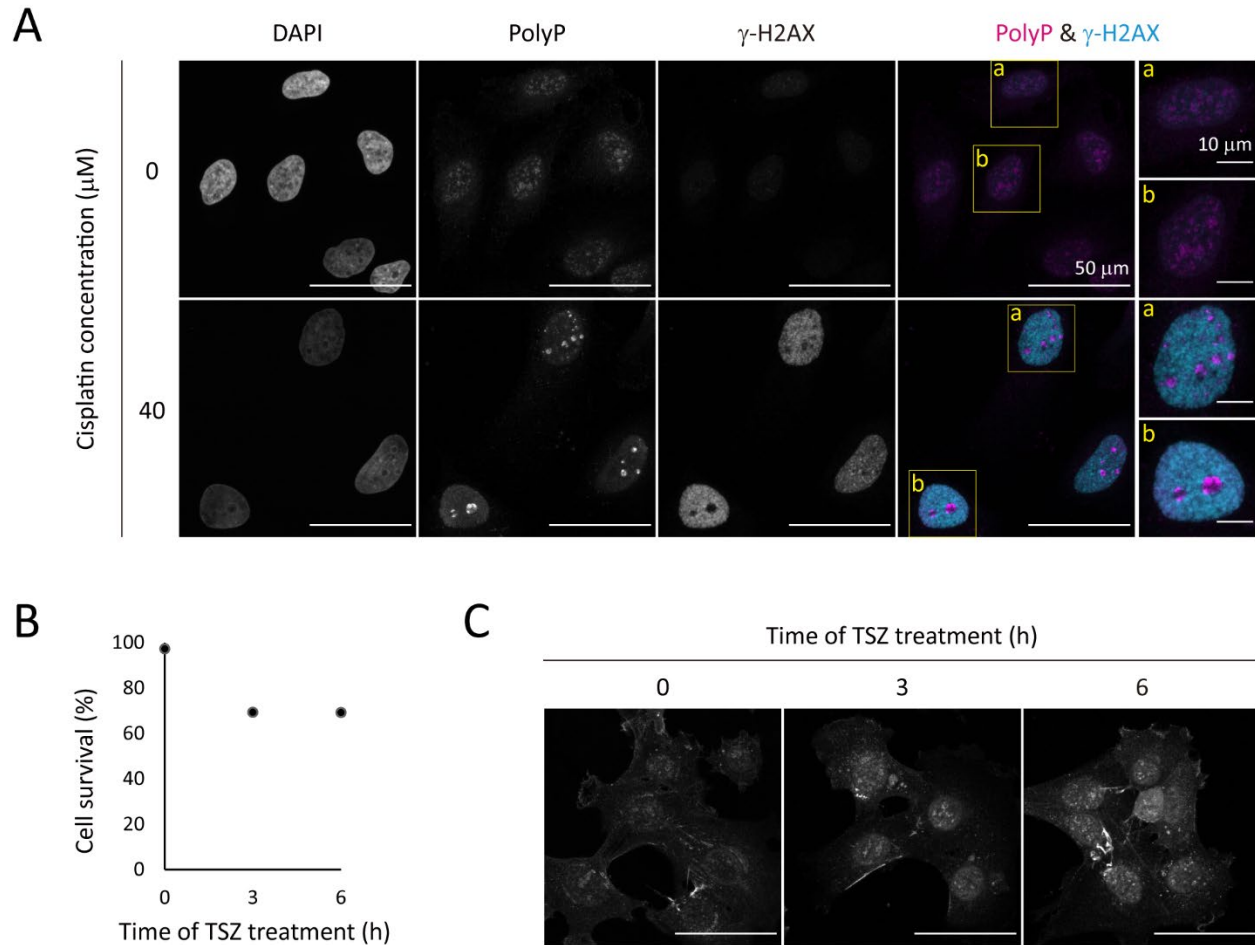 A
DAPI PolyP γ-H2AX PolyP & γ-H2AX
Cisplatin concentration (μM)
0
a
b
50 μm
a
10 μm
b
40
a
b
a
b
B
Cell survival (%)
100
80
60
40
20
0
0 3 6
Time of TSZ treatment (h)
C
Time of TSZ treatment (h)
0 3 6